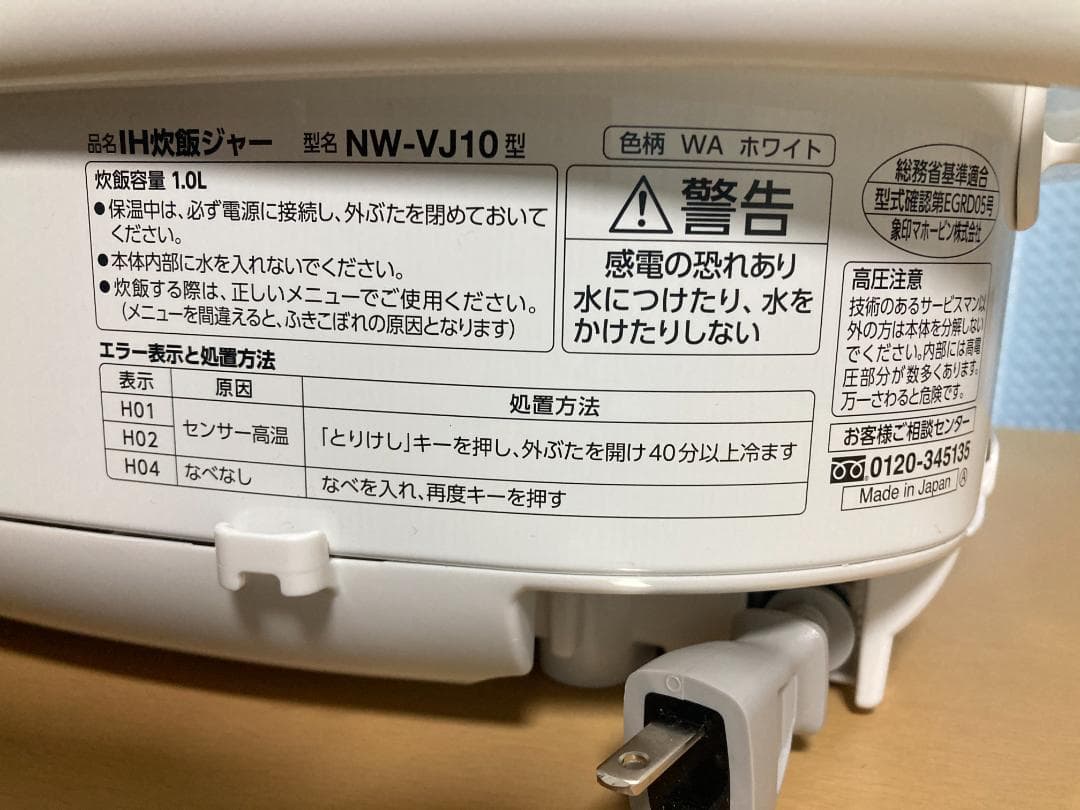 品名 IH炊飯ジャー 型名 NW-VJ10 型
色柄 WA ホワイト
炊飯容量 1.0L
●保温中は、必ず電源に接続し、外ぶたを閉めておいて
ください。
●本体内部に水を入れないでください。
●炊飯する際は、正しいメニューでご使用ください。
(メニューを間違えると、ふきこぼれの原因となります)
警告
感電の恐れあり
水につけたり、水を
かけたりしない
総務省基準適合
型式確認第EGRD05号
象印マホービン株式会社
高圧注意
技術のあるサービスマン以
外の方は本体を分解しない
でください。内部には高電
圧部分が数多くあります。
万一さわると危険です。
お客様ご相談センター
0120-345135
Made in Japan Ⓐ
エラー表示と処置方法
表示 原因 処置方法
H01
H02
センサー高温 「とりけし」キーを押し、外ぶたを開け40分以上冷ます
H04 なべなし なべを入れ、再度キーを押す